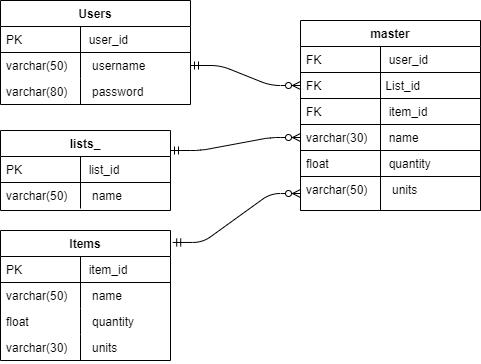 Users
PK user_id
varchar(50) username
varchar(80) password
lists_
PK list_id
varchar(50) name
Items
PK item_id
varchar(50) name
float quantity
varchar(30) units
master
FK user_id
FK List_id
FK item_id
varchar(30) name
float quantity
varchar(50) units